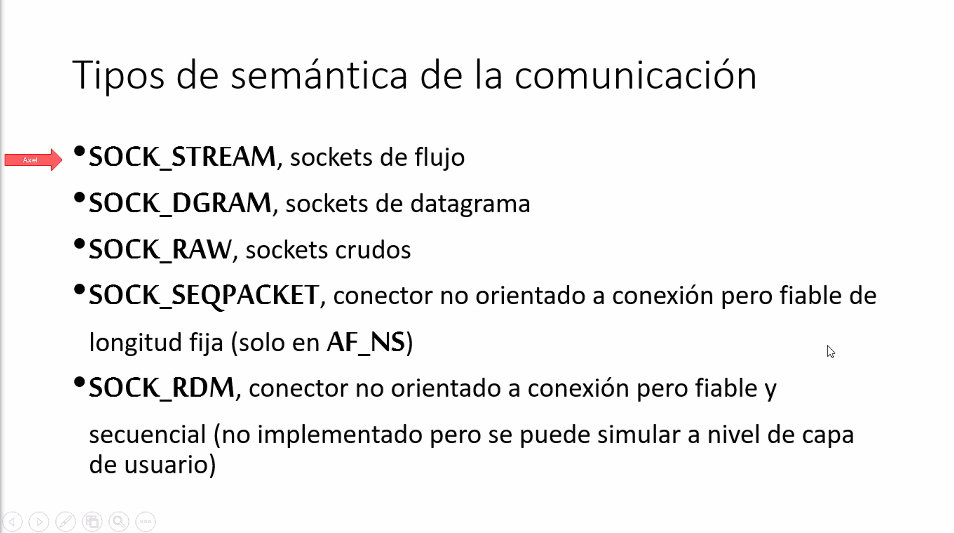 Tipos de semántica de la comunicación
Axel
•SOCK_STREAM, sockets de flujo
•SOCK_DGRAM, sockets de datagrama
•SOCK_RAW, sockets crudos
•SOCK_SEQPACKET, conector no orientado a conexión pero fiable de
longitud fija (solo en AF_NS)
•SOCK_RDM, conector no orientado a conexión pero fiable y
secuencial (no implementado pero se puede simular a nivel de capa
de usuario)